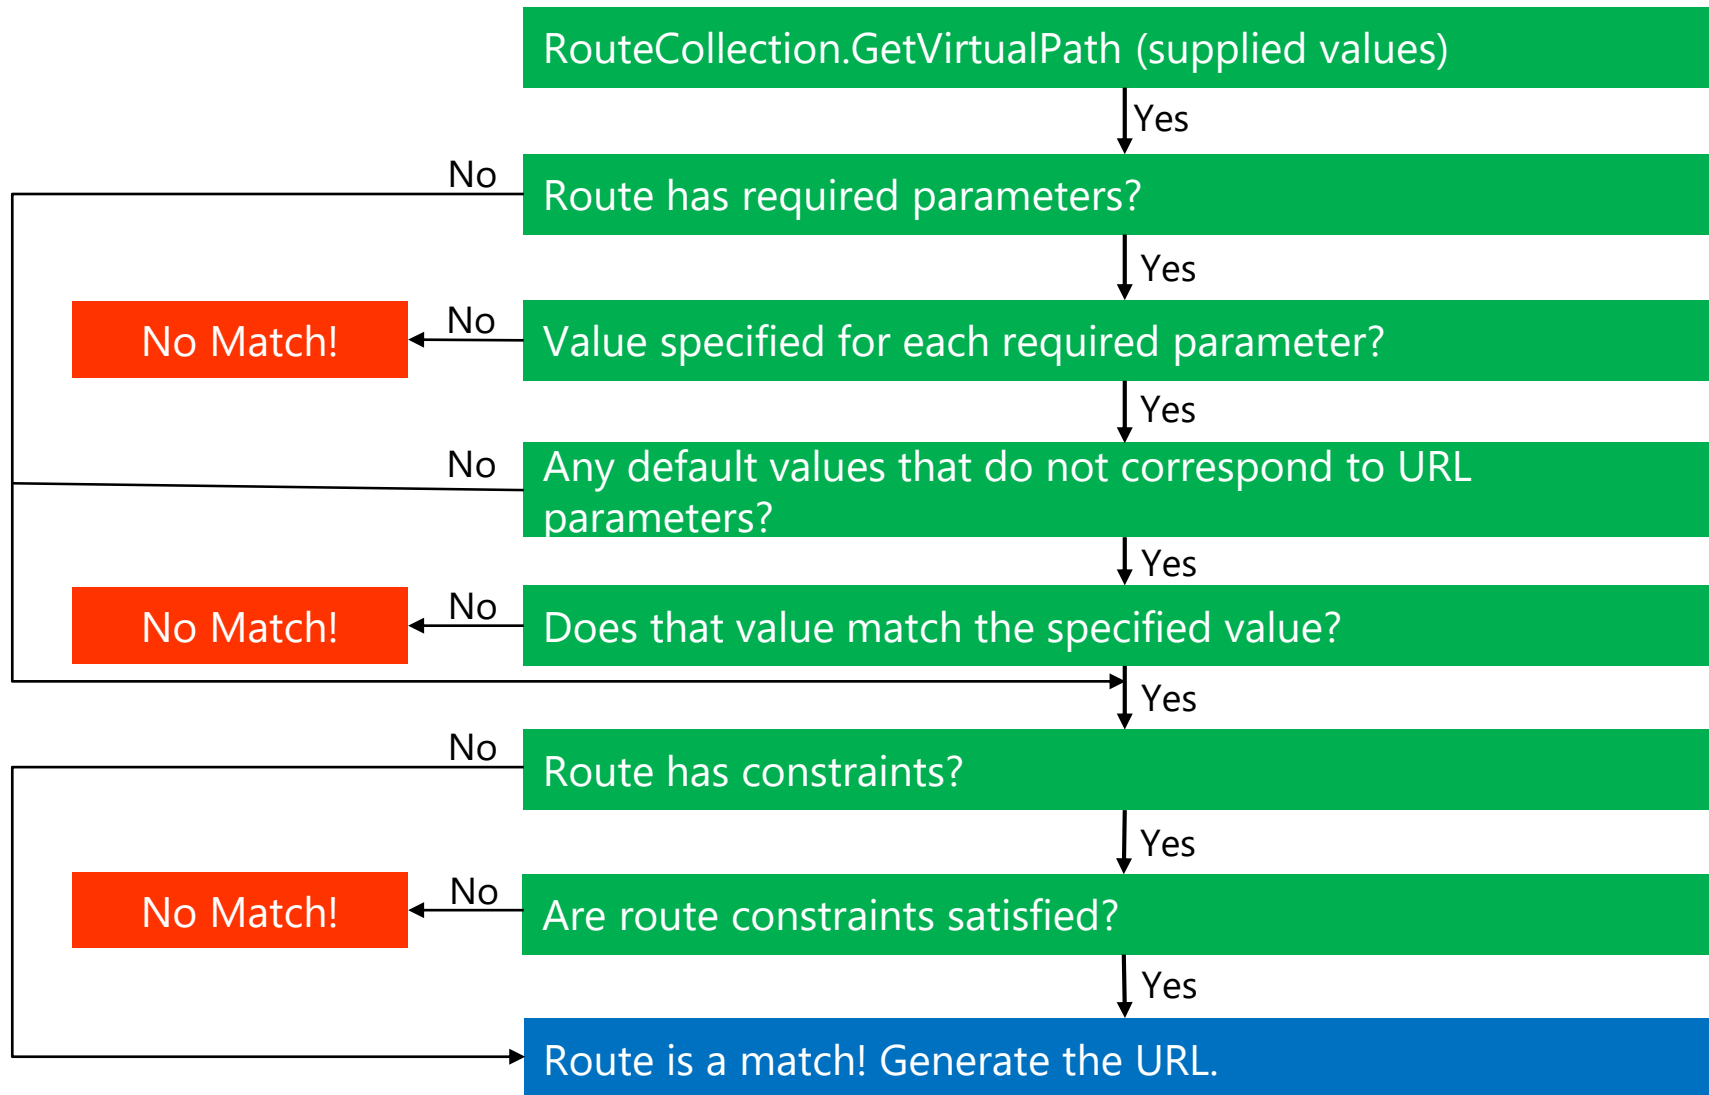 RouteCollection.GetVirtualPath (supplied values)
Yes
No
Route has required parameters?
Yes
No Match!
No
Value specified for each required parameter?
Yes
No
Any default values that do not correspond to URL
parameters?
Yes
No Match!
No
Does that value match the specified value?
Yes
No
Route has constraints?
Yes
No Match!
No
Are route constraints satisfied?
Yes
Route is a match! Generate the URL.